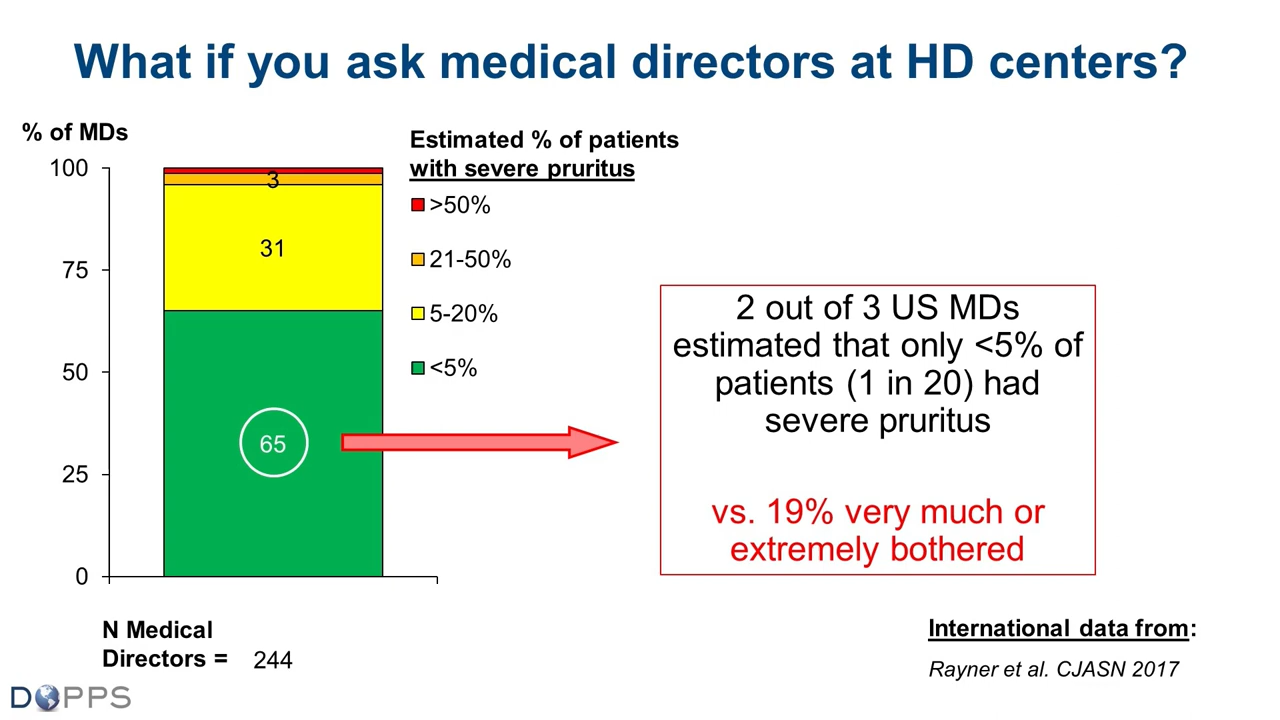 What if you ask medical directors at HD centers?
% of MDs
100
75
50
25
0
3
31
65
Estimated % of patients
with severe pruritus
>50%
21-50%
5-20%
<5%
2 out of 3 US MDs
estimated that only <5% of
patients (1 in 20) had
severe pruritus
vs. 19% very much or
extremely bothered
N Medical
Directors = 244
International data from:
Rayner et al. CJASN 2017
DOPPS